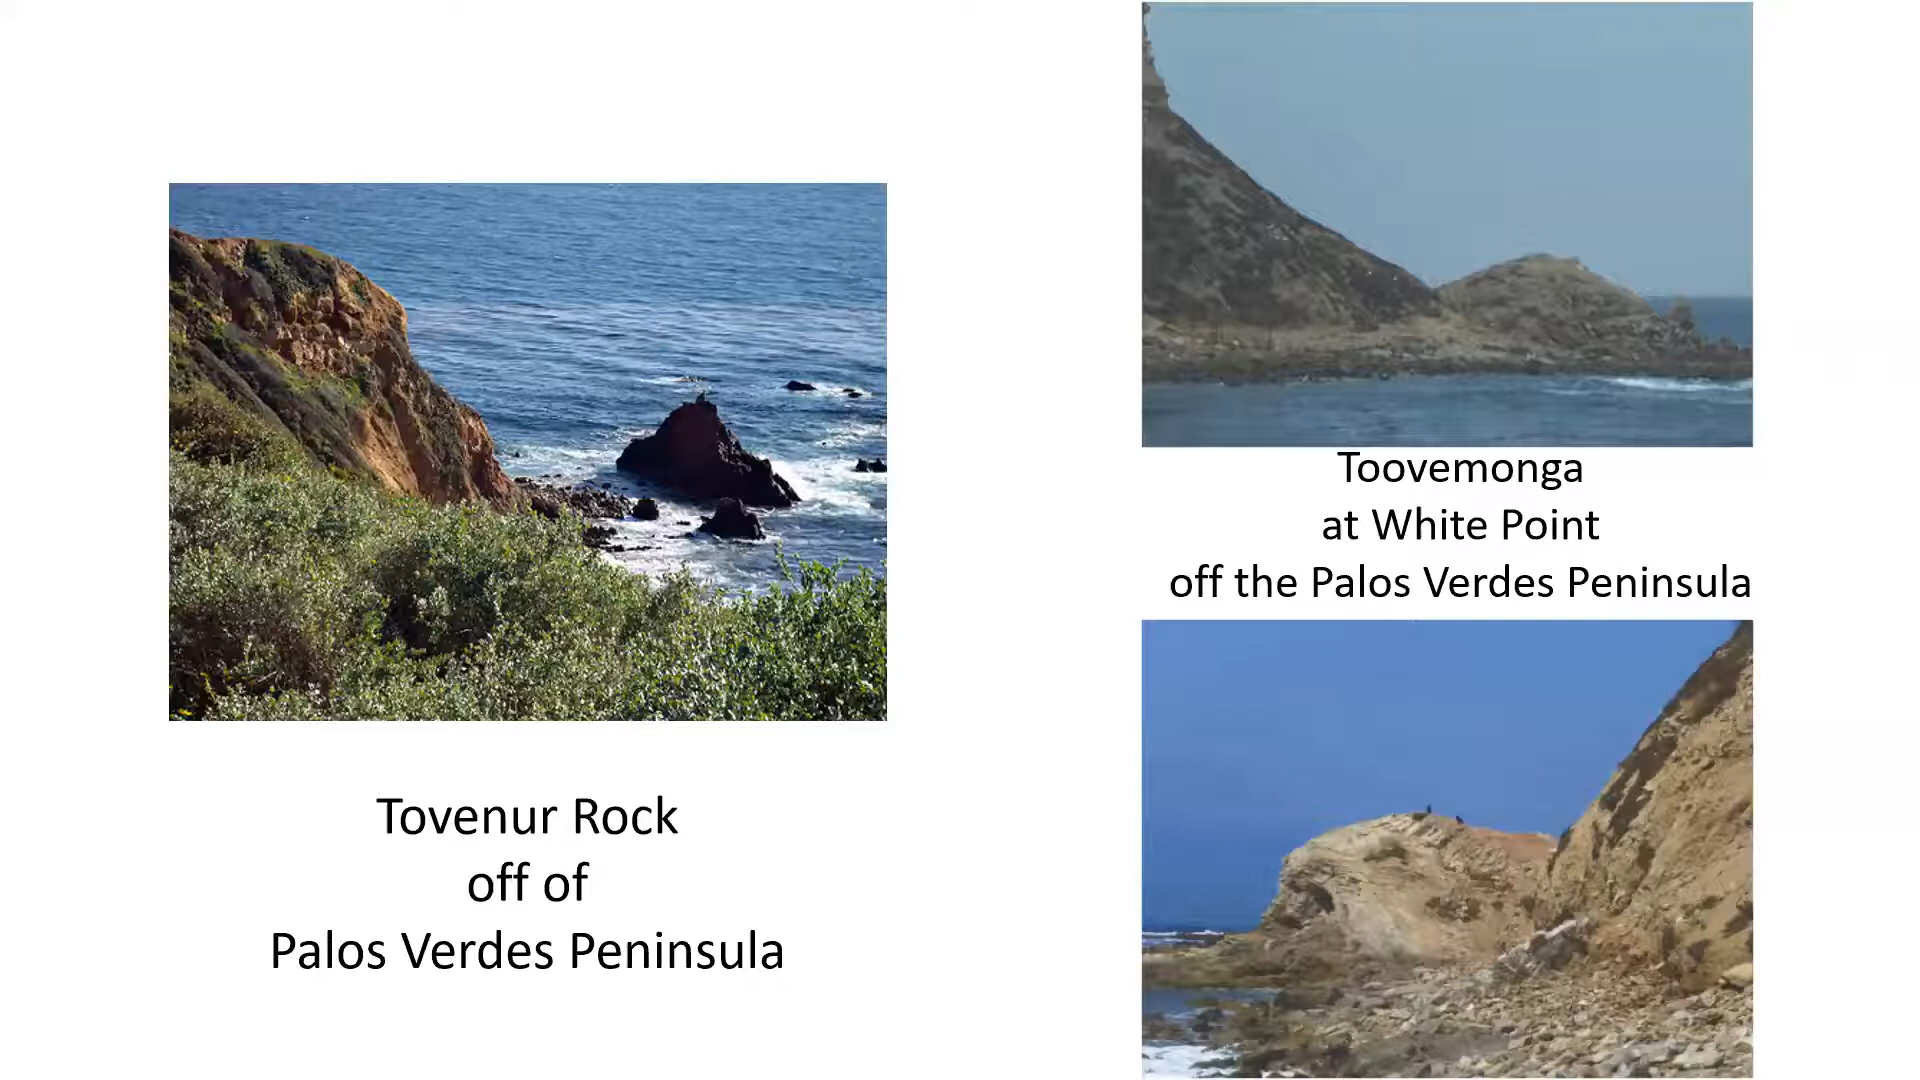 Tovenur Rock
off of
Palos Verdes Peninsula
Toovemonga
at White Point
off the Palos Verdes Peninsula